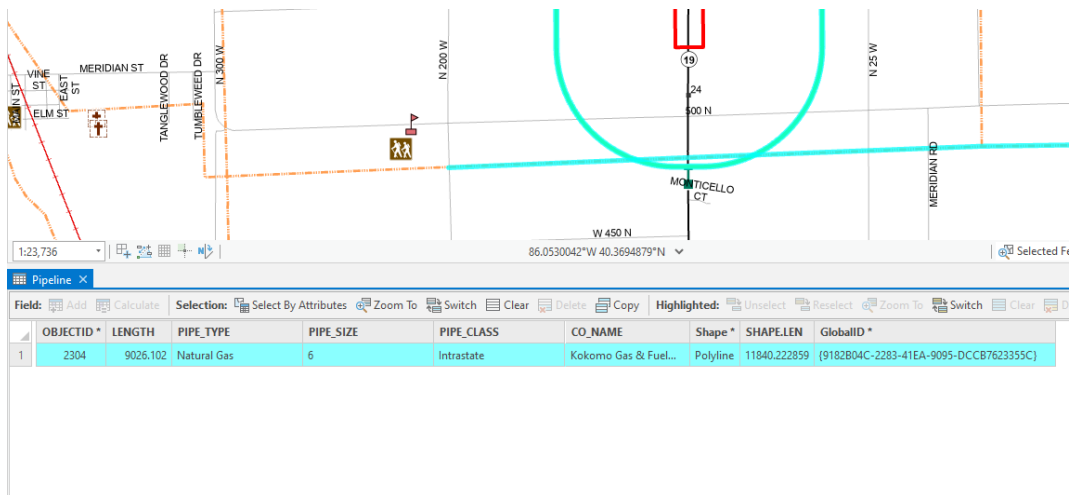 VINE
ST
MERIDIAN ST
EAST
ST
ELM ST
TANGLEWOOD DR
TUMBLEWEED DR
N 300 W
N 200 W
19
24
500 N
N 25 W
MERIDIAN RD
MONTICELLO
CT
W 450 N
1:23,736
86.0530042°W 40.3694879°N
Selected Fe
Pipeline
Field: Add Calculate Selection: Select By Attributes Zoom To Switch Clear Delete Copy Highlighted: Unselect Reselect Zoom To Switch Clear D
OBJECTID * LENGTH PIPE_TYPE PIPE_SIZE PIPE_CLASS CO_NAME Shape * SHAPE.LEN GlobalID *
1 2304 9026.102 Natural Gas 6 Intrastate Kokomo Gas & Fuel... Polyline 11840.222859 {9182B04C-2283-41EA-9095-DCCB7623355C}